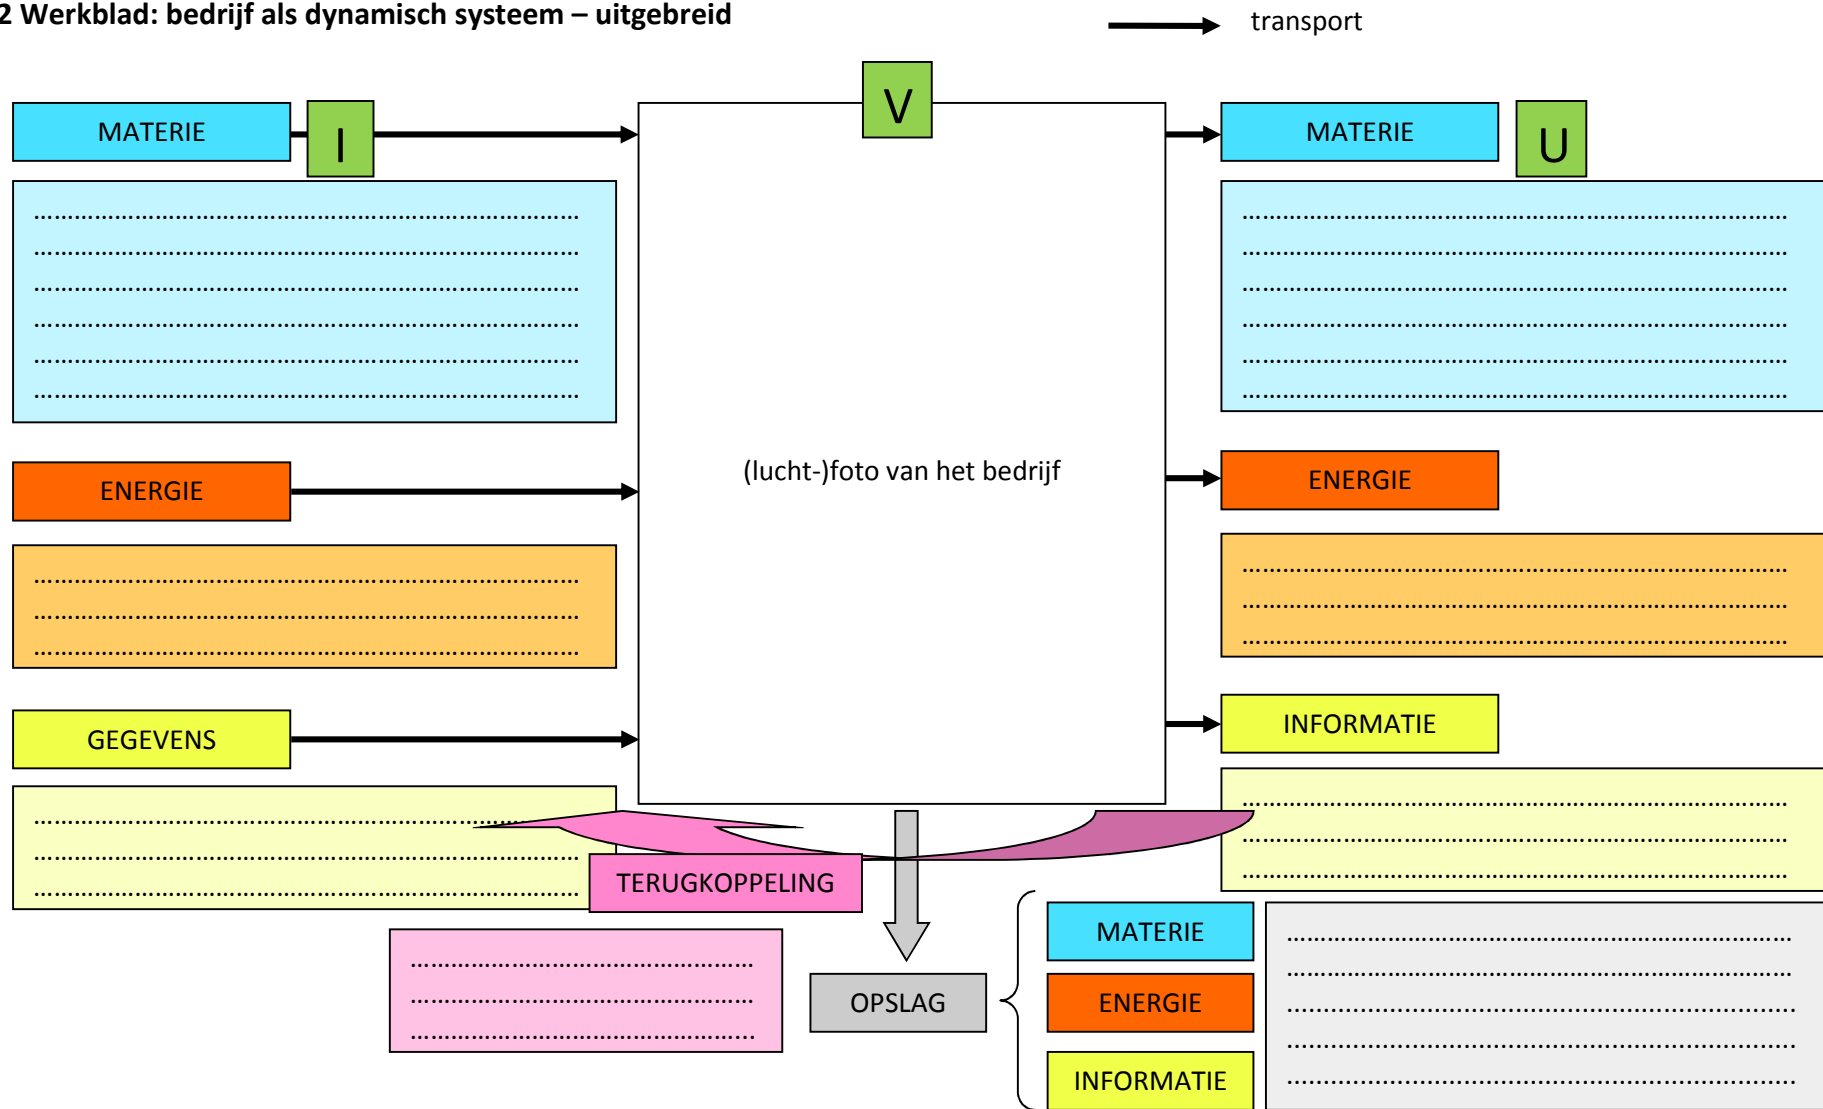 2 Werkblad: bedrijf als dynamisch systeem – uitgebreid
transport
MATERIE
I
V
MATERIE
U
……………………………………………………………………
……………………………………………………………………
……………………………………………………………………
……………………………………………………………………
……………………………………………………………………
……………………………………………………………………
……………………………………………………………………
……………………………………………………………………
……………………………………………………………………
……………………………………………………………………
……………………………………………………………………
……………………………………………………………………
(lucht-)foto van het bedrijf
ENERGIE
ENERGIE
……………………………………………………………………
……………………………………………………………………
……………………………………………………………………
……………………………………………………………………
……………………………………………………………………
……………………………………………………………………
GEGEVENS
INFORMATIE
……………………………………………………………………
……………………………………………………………………
……………………………………………………………………
……………………………………………………………………
……………………………………………………………………
……………………………………………………………………
TERUGKOPPELING
…………………………………………
…………………………………………
…………………………………………
OPSLAG
MATERIE
ENERGIE
INFORMATIE
………………………………………………………………
………………………………………………………………
………………………………………………………………
………………………………………………………………
………………………………………………………………